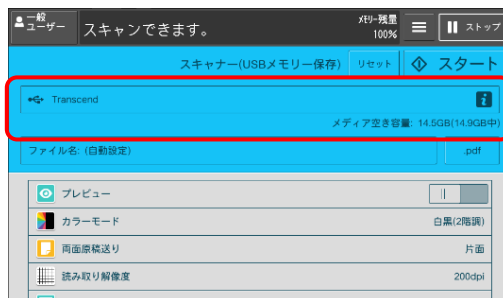 一般
ユーザー
スキャンできます。
メモリー残量
100%
ストップ
スキャナー(USBメモリー保存)
リセット
スタート
Transcend
メディア空き容量: 14.5GB(14.9GB中)
ファイル名: (自動設定)
.pdf
プレビュー
カラーモード
白黒(2階調)
両面原稿送り
片面
読み取り解像度
200dpi